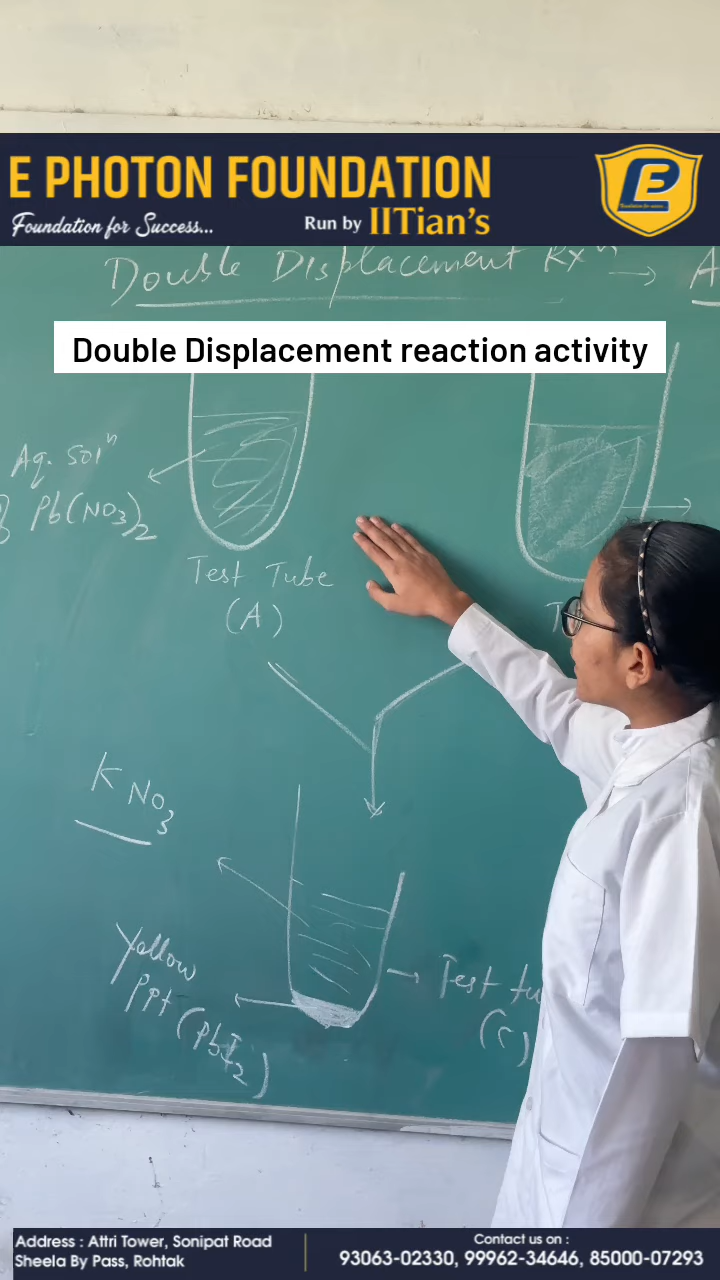 E PHOTON FOUNDATION
Foundation for Success...
Run by IITian's
Double Displacement Rxⁿ → A
Double Displacement reaction activity
Aq. Solⁿ
of Pb(NO3)2
Test Tube
(A)
T
KNO3
Yellow
PPt (PbI2)
Test tu
Address : Attri Tower, Sonipat Road
Sheela By Pass, Rohtak
Contact us on :
93063-02330, 99962-34646, 85000-07293